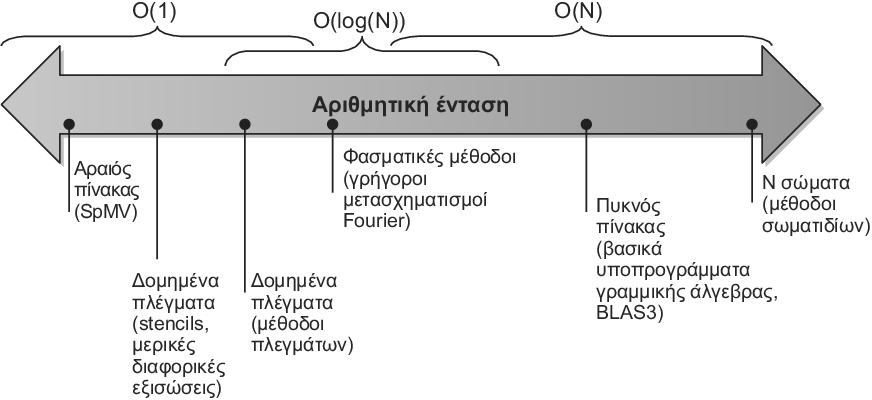 O(1)
O(log(N))
O(N)
Αριθμητική ένταση
Αραιός
πίνακας
(SpMV)
Δομημένα
πλέγματα
(stencils,
μερικές
διαφορικές
εξισώσεις)
Δομημένα
πλέγματα
(μέθοδοι
πλεγμάτων)
Φασματικές μέθοδοι
(γρήγοροι
μετασχηματισμοί
Fourier)
Πυκνός
πίνακας
(βασικά
υποπρογράμματα
γραμμικής άλγεβρας,
BLAS3)
Ν σώματα
(μέθοδοι
σωματιδίων)